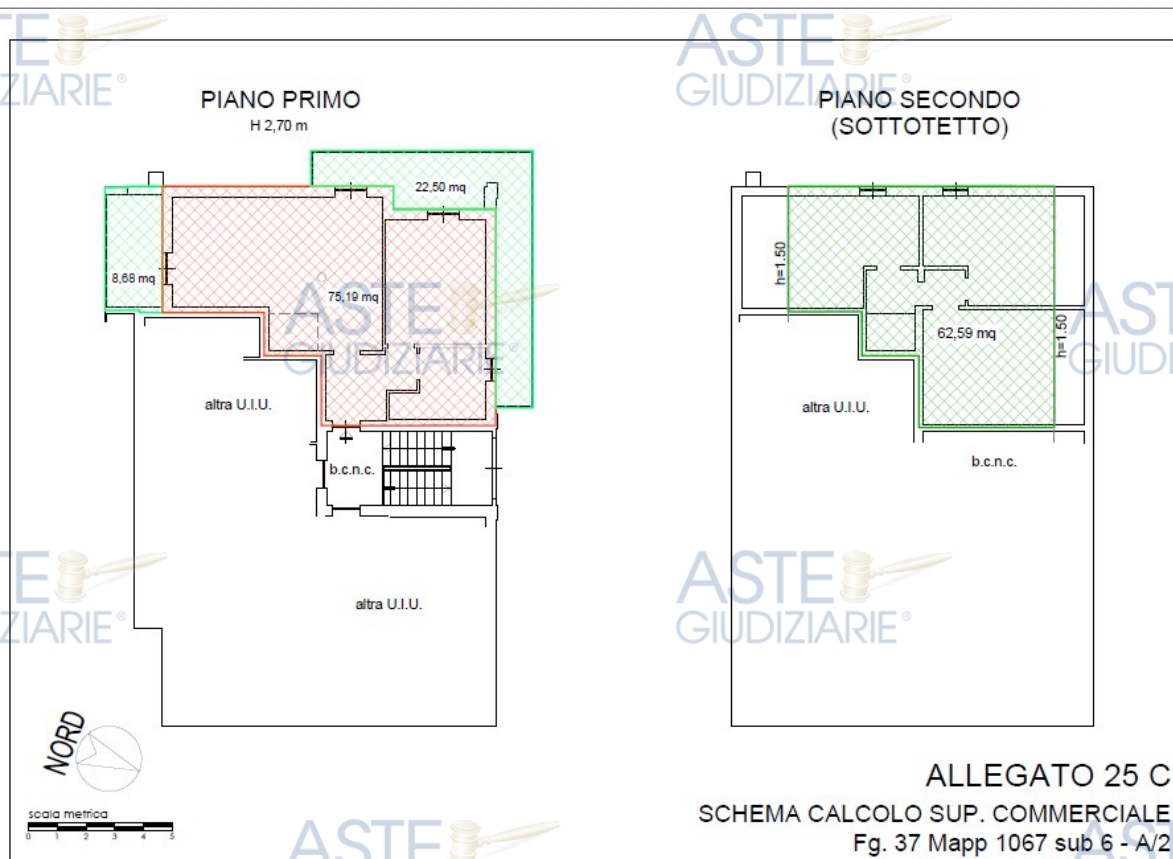 ASTE
GIUDIZIARIE®
PIANO PRIMO
H 2,70 m
22,50 mq
8,68 mq
75,19 mq
altra U.I.U.
b.c.n.c.
altra U.I.U.
PIANO SECONDO
(SOTTOTETTO)
h=1.50
62,59 mq
h=1.50
altra U.I.U.
b.c.n.c.
NORD
scala metrica
0 1 2 3 4 5
ALLEGATO 25 C
SCHEMA CALCOLO SUP. COMMERCIALE
Fg. 37 Mapp 1067 sub 6 - A/2